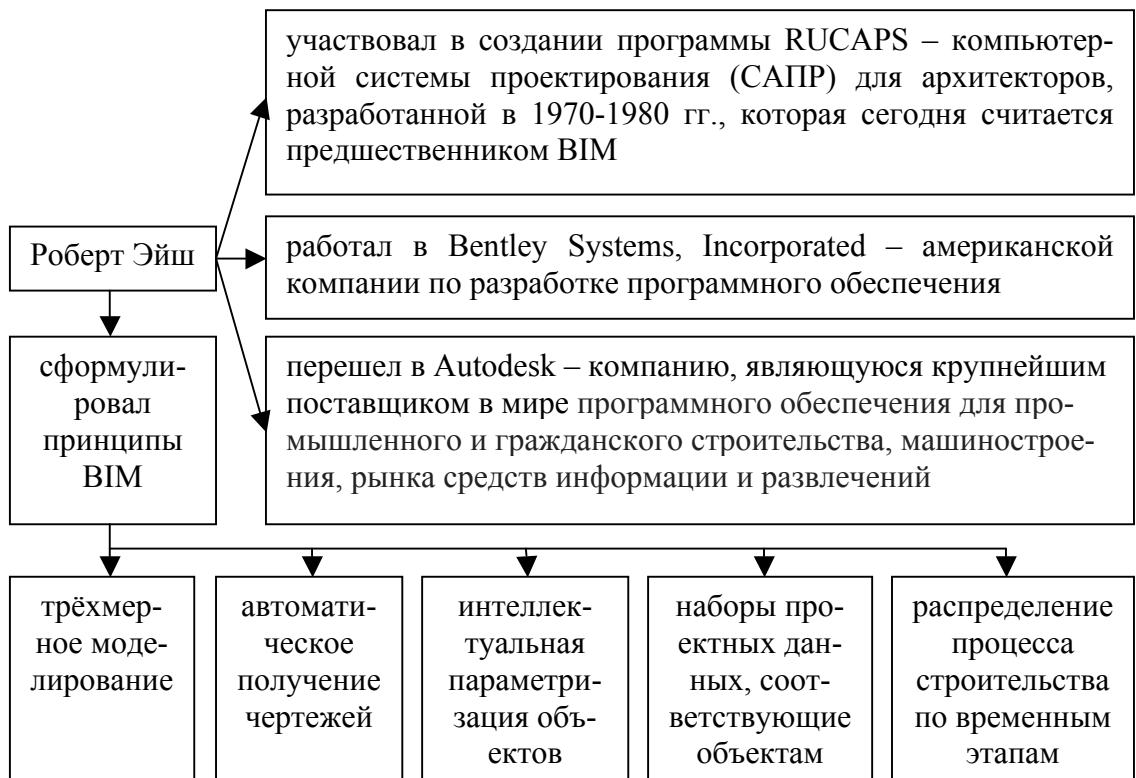 участвовал в создании программы RUCAPS – компьютер-
ной системы проектирования (САПР) для архитекторов,
разработанной в 1970-1980 гг., которая сегодня считается
предшественником BIM
Роберт Эйш
работал в Bentley Systems, Incorporated – американской
компании по разработке программного обеспечения
сформули-
ровал
принципы
BIM
перешел в Autodesk – компанию, являющуюся крупнейшим
поставщиком в мире программного обеспечения для про-
мышленного и гражданского строительства, машинострое-
ния, рынка средств информации и развлечений
трёхмер-
ное моде-
лирование
автомати-
ческое
получение
чертежей
интеллек-
туальная
параметри-
зация объ-
ектов
наборы про-
ектных дан-
ных, соот-
ветствующие
объектам
распределение
процесса
строительства
по временным
этапам